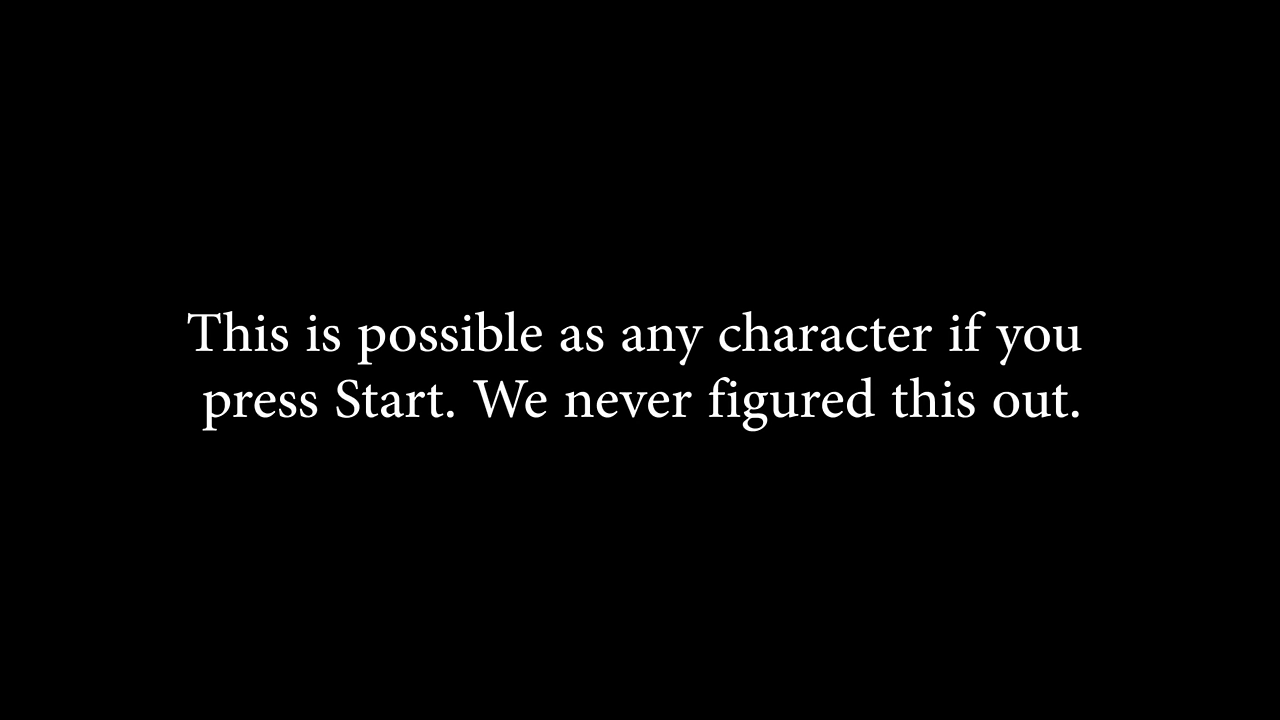 This is possible as any character if you
press Start. We never figured this out.